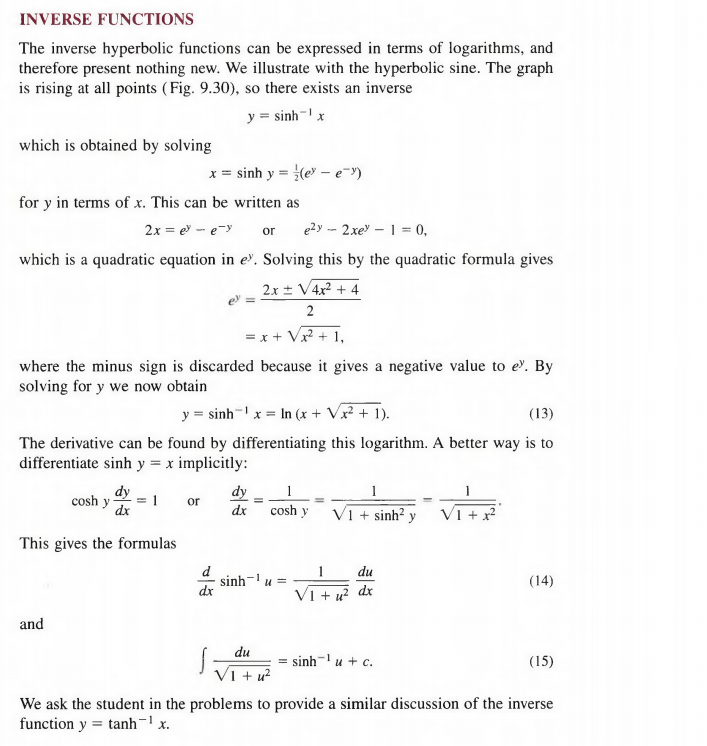 INVERSE FUNCTIONS
The inverse hyperbolic functions can be expressed in terms of logarithms, and
therefore present nothing new. We illustrate with the hyperbolic sine. The graph
is rising at all points (Fig. 9.30), so there exists an inverse
y = sinh⁻¹ x
which is obtained by solving
x = sinh y = ½(eʸ − e⁻ʸ)
for y in terms of x. This can be written as
2x = eʸ − e⁻ʸ or e²ʸ − 2xeʸ − 1 = 0,
which is a quadratic equation in eʸ. Solving this by the quadratic formula gives
eʸ = (2x ± √(4x² + 4))/2
= x + √(x² + 1),
where the minus sign is discarded because it gives a negative value to eʸ. By
solving for y we now obtain
y = sinh⁻¹ x = ln (x + √(x² + 1)). (13)
The derivative can be found by differentiating this logarithm. A better way is to
differentiate sinh y = x implicitly:
cosh y dy/dx = 1 or dy/dx = 1/cosh y = 1/√(1 + sinh² y) = 1/√(1 + x²).
This gives the formulas
d/dx sinh⁻¹ u = 1/√(1 + u²) du/dx (14)
and
∫ du/√(1 + u²) = sinh⁻¹ u + c. (15)
We ask the student in the problems to provide a similar discussion of the inverse
function y = tanh⁻¹ x.